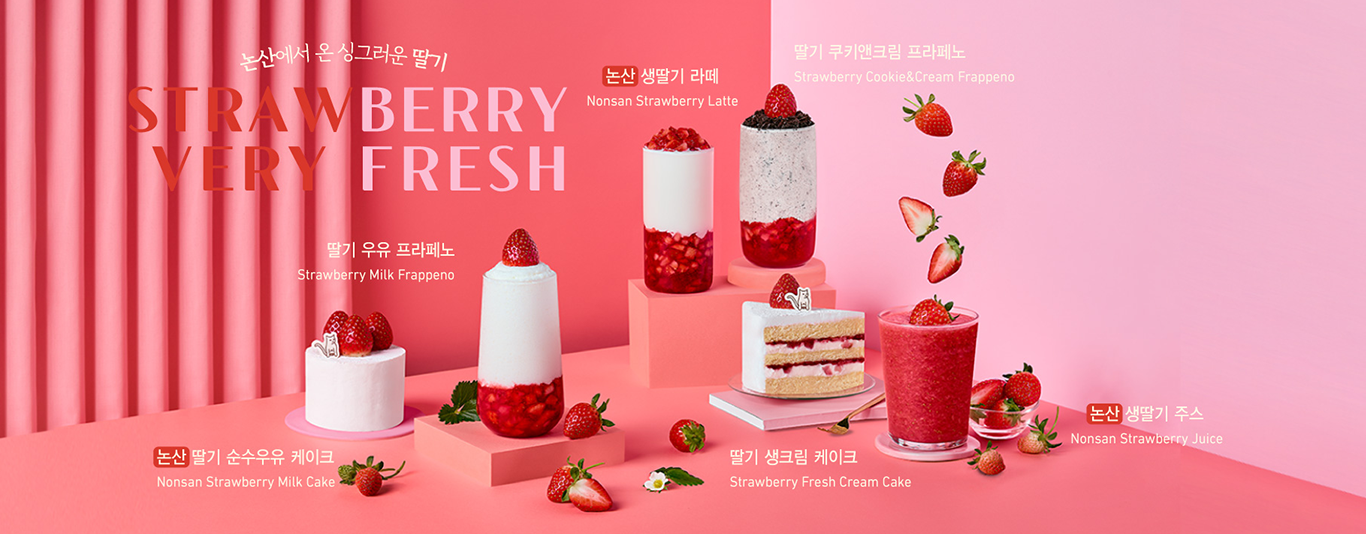 논산에서 온 싱그러운 딸기
STRAWBERRY
VERY FRESH
논산 생딸기 라떼
Nonsan Strawberry Latte
딸기 쿠키앤크림 프라페노
Strawberry Cookie&Cream Frappeno
딸기 우유 프라페노
Strawberry Milk Frappeno
논산 딸기 순수우유 케이크
Nonsan Strawberry Milk Cake
딸기 생크림 케이크
Strawberry Fresh Cream Cake
논산 생딸기 주스
Nonsan Strawberry Juice